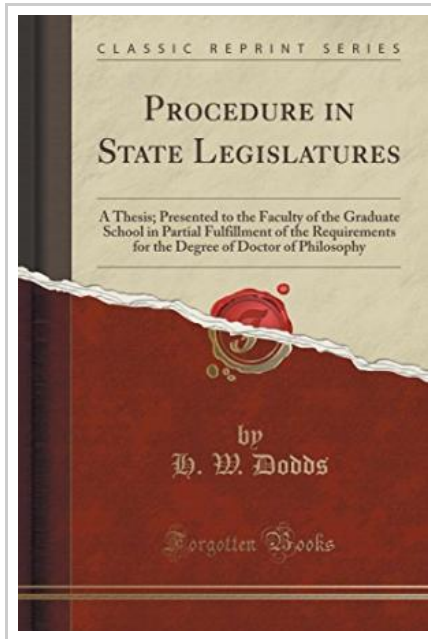 CLASSIC REPRINT SERIES
PROCEDURE IN
STATE LEGISLATURES
A Thesis; Presented to the Faculty of the Graduate
School in Partial Fulfillment of the Requirements
for the Degree of Doctor of Philosophy
by
H. W. Dodds
Forgotten Books